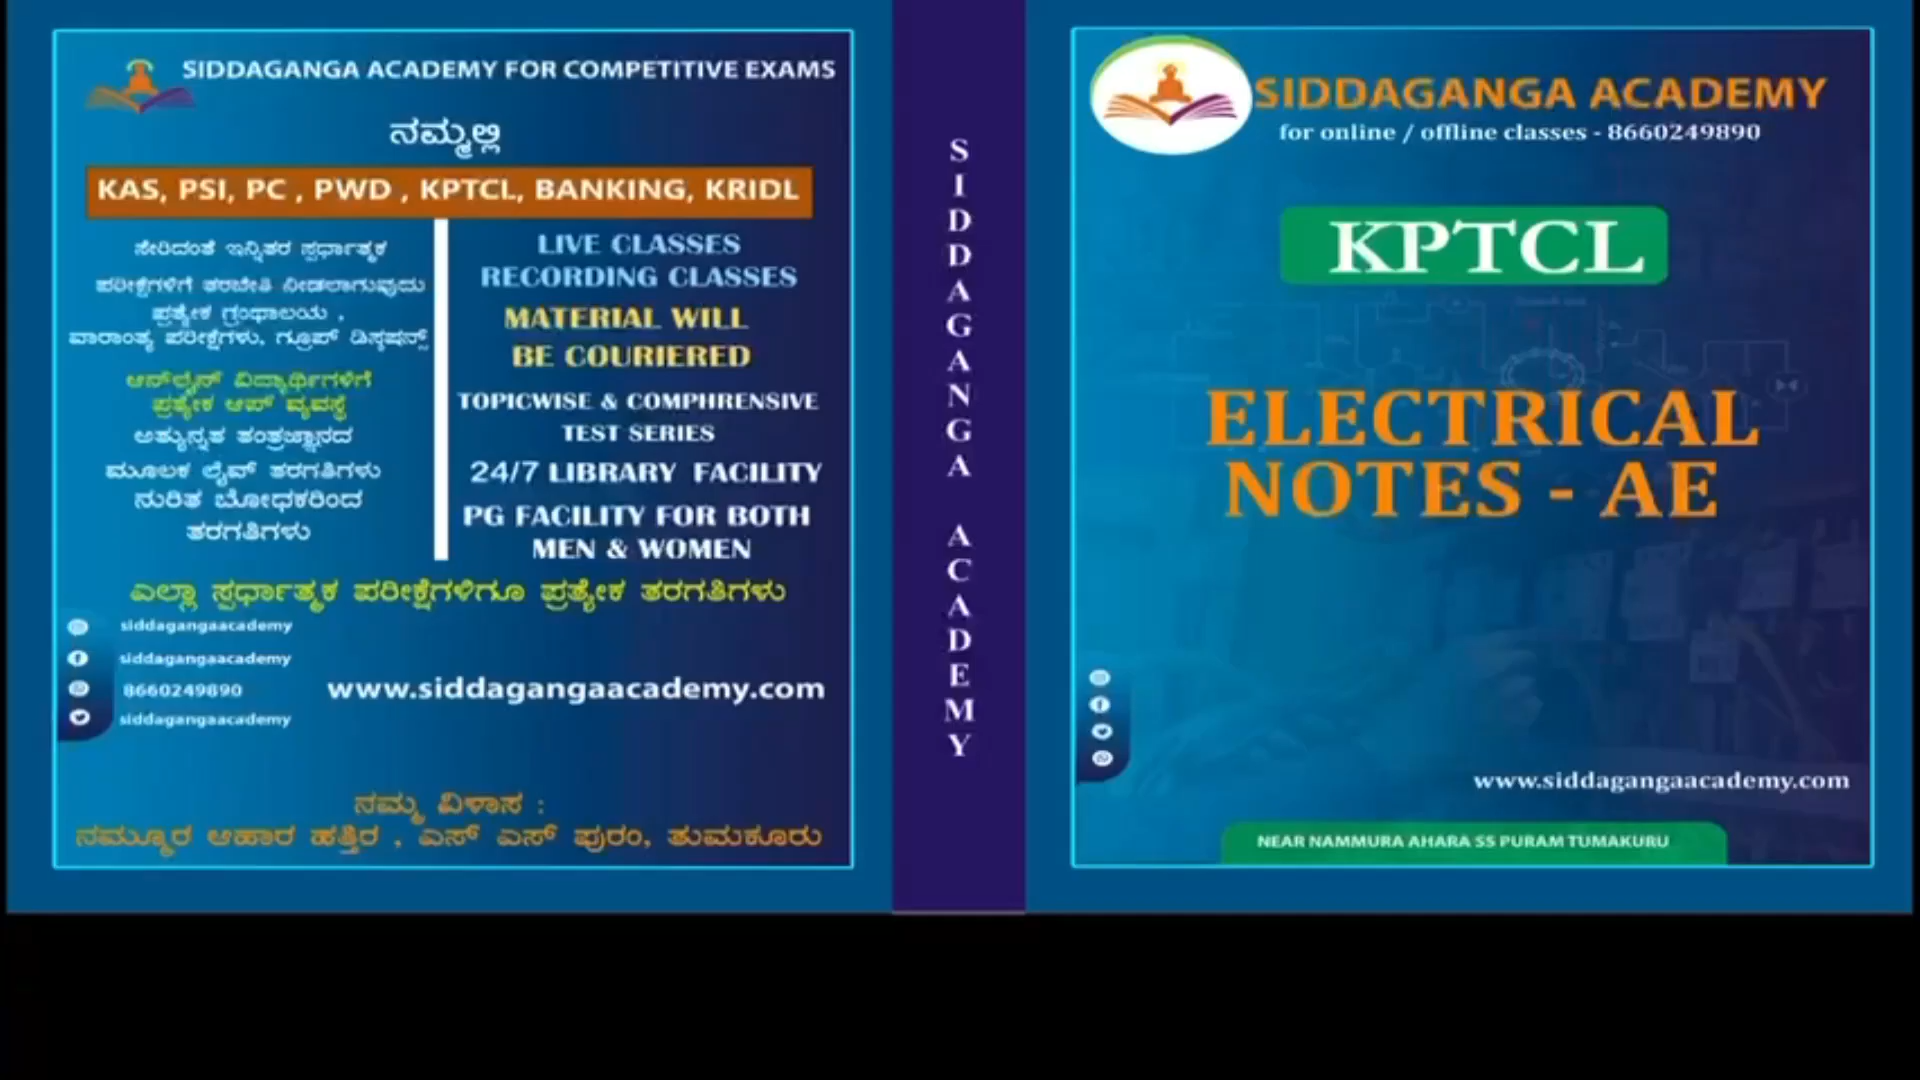 SIDDAGANGA ACADEMY FOR COMPETITIVE EXAMS
ನಮ್ಮಲ್ಲಿ
KAS, PSI, PC , PWD , KPTCL, BANKING, KRIDL
ಸೇರಿದಂತೆ ಇನ್ನಿತರ ಸ್ಪರ್ಧಾತ್ಮಕ
ಪರೀಕ್ಷೆಗಳಿಗೆ ತರಬೇತಿ ನೀಡಲಾಗುವುದು
ಪ್ರತ್ಯೇಕ ಗ್ರಂಥಾಲಯ ,
ವಾರಾಂತ್ಯ ಪರೀಕ್ಷೆಗಳು, ಗ್ರೂಪ್ ಡಿಸ್ಕಷನ್ಸ್
ಆನ್‌ಲೈನ್ ವಿದ್ಯಾರ್ಥಿಗಳಿಗೆ
ಪ್ರತ್ಯೇಕ ಆಪ್ ವ್ಯವಸ್ಥೆ
ಅತ್ಯುನ್ನತ ತಂತ್ರಜ್ಞಾನದ
ಮೂಲಕ ಲೈವ್ ತರಗತಿಗಳು
ನುರಿತ ಬೋಧಕರಿಂದ
ತರಗತಿಗಳು
LIVE CLASSES
RECORDING CLASSES
MATERIAL WILL
BE COURIERED
TOPICWISE & COMPHRENSIVE
TEST SERIES
24/7 LIBRARY FACILITY
PG FACILITY FOR BOTH
MEN & WOMEN
ಎಲ್ಲಾ ಸ್ಪರ್ಧಾತ್ಮಕ ಪರೀಕ್ಷೆಗಳಿಗೂ ಪ್ರತ್ಯೇಕ ತರಗತಿಗಳು
siddagangaacademy
siddagangaacademy
8660249890
siddagangaacademy
www.siddagangaacademy.com
ನಮ್ಮ ವಿಳಾಸ :
ನಮ್ಮೂರ ಆಹಾರ ಹತ್ತಿರ , ಎಸ್ ಎಸ್ ಪುರಂ, ತುಮಕೂರು
SIDDAGANGA ACADEMY
SIDDAGANGA ACADEMY
for online / offline classes - 8660249890
KPTCL
ELECTRICAL
NOTES - AE
www.siddagangaacademy.com
NEAR NAMMURA AHARA SS PURAM TUMAKURU